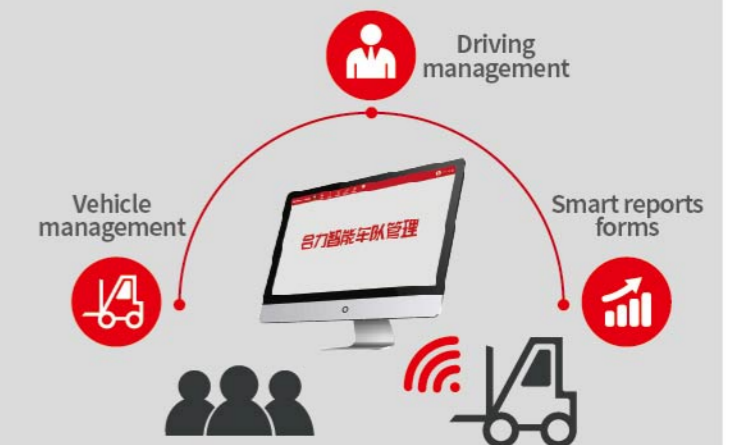 Driving
management
Vehicle
management
Smart reports
forms
合力智能车队管理